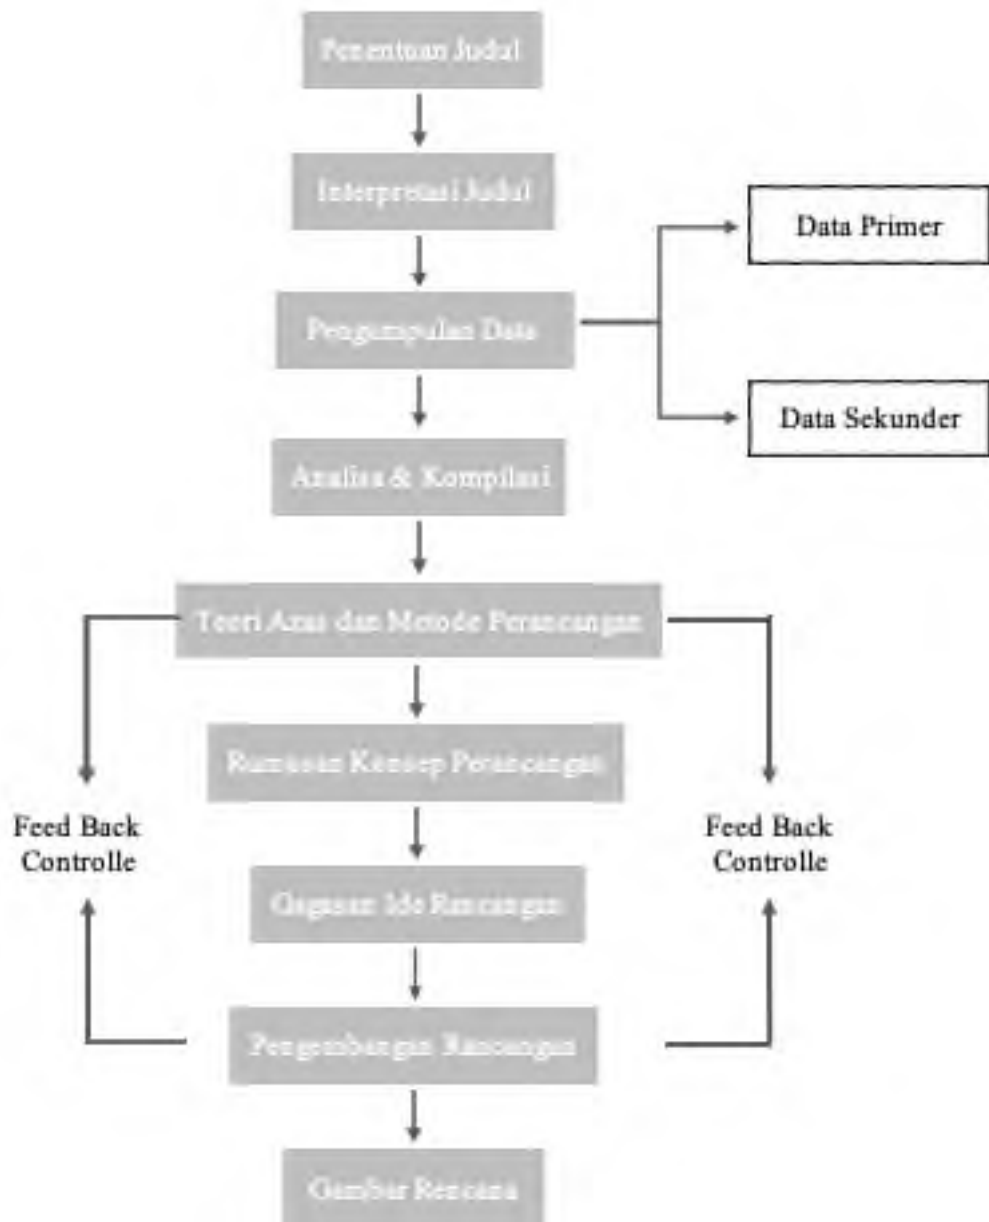 Penentuan Judul
Interpretasi Judul
Data Primer
Pengumpulan Data
Data Sekunder
Analisa & Kompilasi
Teori Azas dan Metode Perancangan
Rumusan Konsep Perancangan
Feed Back
Controlle
Feed Back
Controlle
Gagasan Ide Rancangan
Pengembangan Rancangan
Gambar Rencana